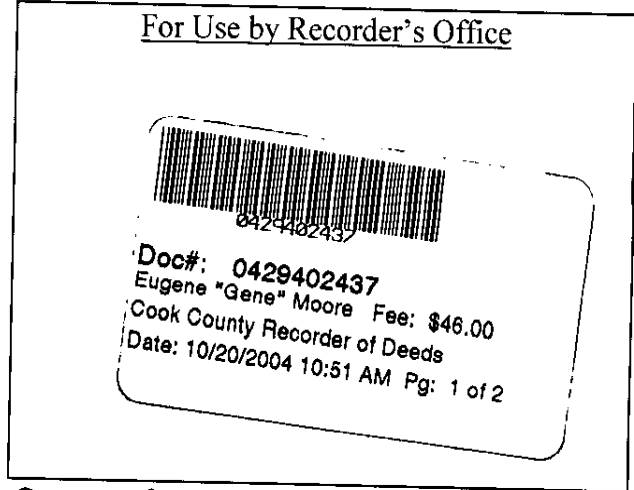 For Use by Recorder's Office
0429402437
Doc#: 0429402437
Eugene "Gene" Moore Fee: $46.00
Cook County Recorder of Deeds
Date: 10/20/2004 10:51 AM Pg: 1 of 2